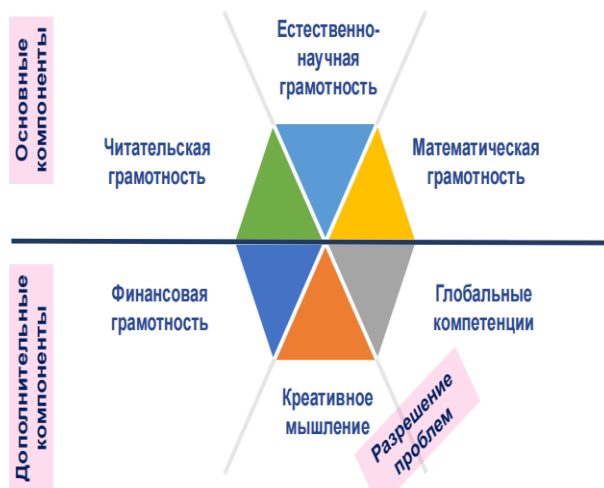 Основные
компоненты
Естественно-
научная
грамотность
Читательская
грамотность
Математическая
грамотность
Дополнительные
компоненты
Финансовая
грамотность
Глобальные
компетенции
Креативное
мышление
Разрешение
проблем